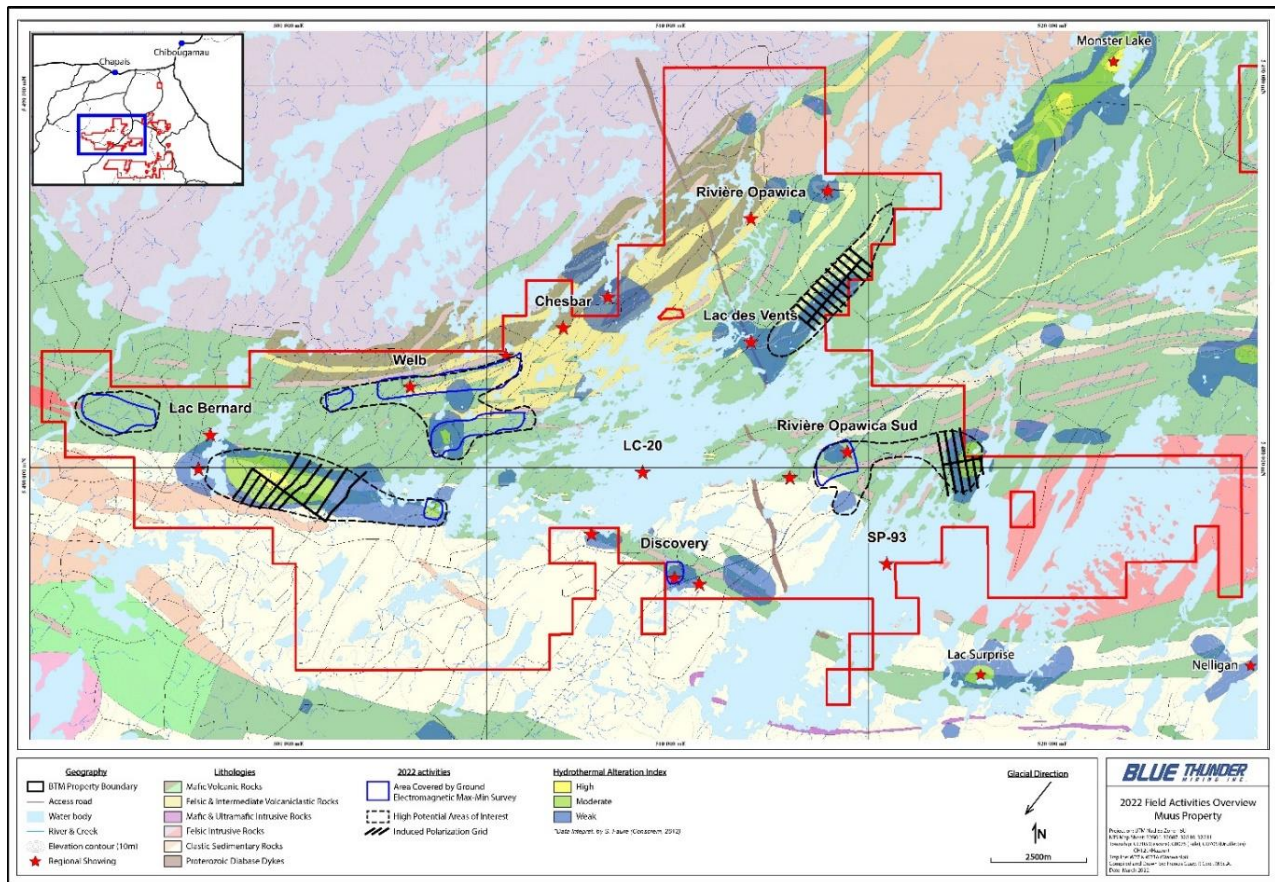 Chibougamau
Chapais
Monster Lake
Rivière Opawica
Chesbar
Lac des Vents
Welb
Lac Bernard
Rivière Opawica Sud
LC-20
Discovery
SP-93
Lac Surprise
Nelligan
Geography
BTM Property Boundary
Access road
Water body
River & Creek
Elevation contour (10m)
Regional Showing
Lithologies
Mafic Volcanic Rocks
Felsic & Intermediate Volcaniclastic Rocks
Mafic & Ultramafic Intrusive Rocks
Felsic Intrusive Rocks
Clastic Sedimentary Rocks
Proterozoic Diabase Dykes
2022 activities
Area Covered by Ground
Electromagnetic Max-Min Survey
High Potential Areas of Interest
Induced Polarization Grid
Hydrothermal Alteration Index
High
Moderate
Weak
Glacial Direction
N
2500m
BLUE THUNDER
MINING INC.
2022 Field Activities Overview
Muus Property
Date: March 2022